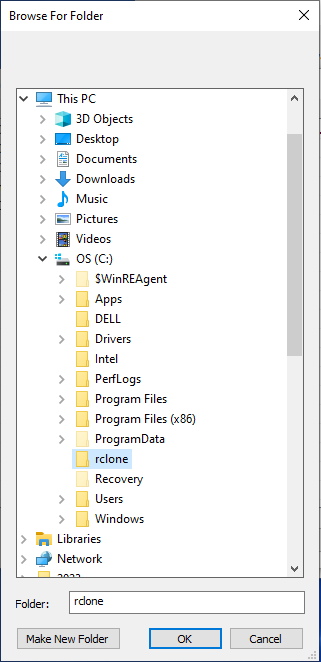 Browse For Folder
This PC
3D Objects
Desktop
Documents
Downloads
Music
Pictures
Videos
OS (C:)
$WinREAgent
Apps
DELL
Drivers
Intel
PerfLogs
Program Files
Program Files (x86)
ProgramData
rclone
Recovery
Users
Windows
Libraries
Network
Folder: rclone
Make New Folder OK Cancel